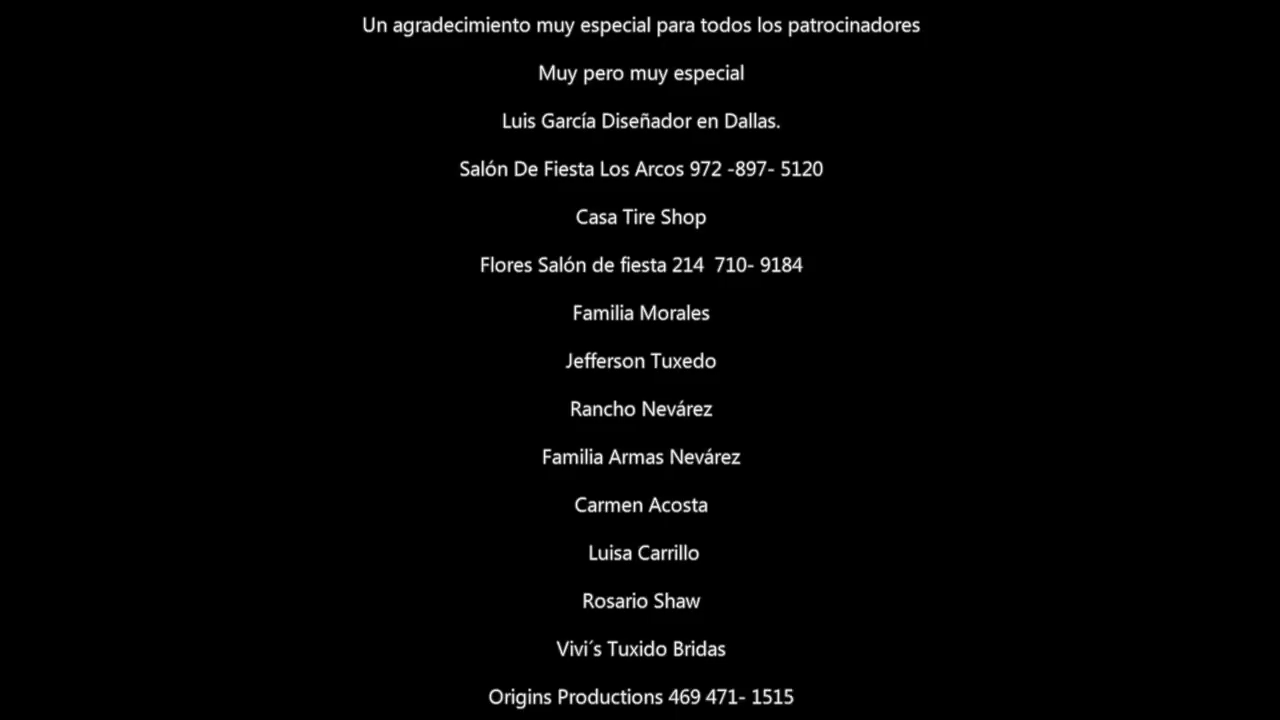 Un agradecimiento muy especial para todos los patrocinadores
Muy pero muy especial
Luis García Diseñador en Dallas.
Salón De Fiesta Los Arcos 972 -897- 5120
Casa Tire Shop
Flores Salón de fiesta 214  710- 9184
Familia Morales
Jefferson Tuxedo
Rancho Nevárez
Familia Armas Nevárez
Carmen Acosta
Luisa Carrillo
Rosario Shaw
Vivi´s Tuxido Bridas
Origins Productions 469 471- 1515